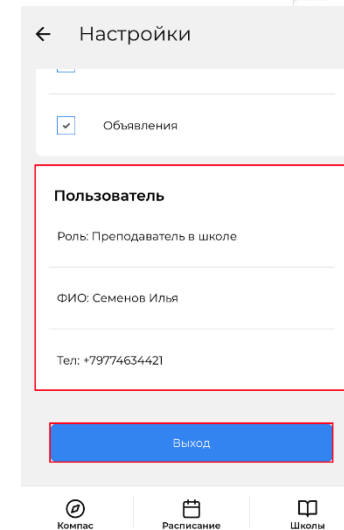 Настройки
Объявления
Пользователь
Роль: Преподаватель в школе
ФИО: Семенов Илья
Тел: +79774634421
Выход
Компас
Расписание
Школы